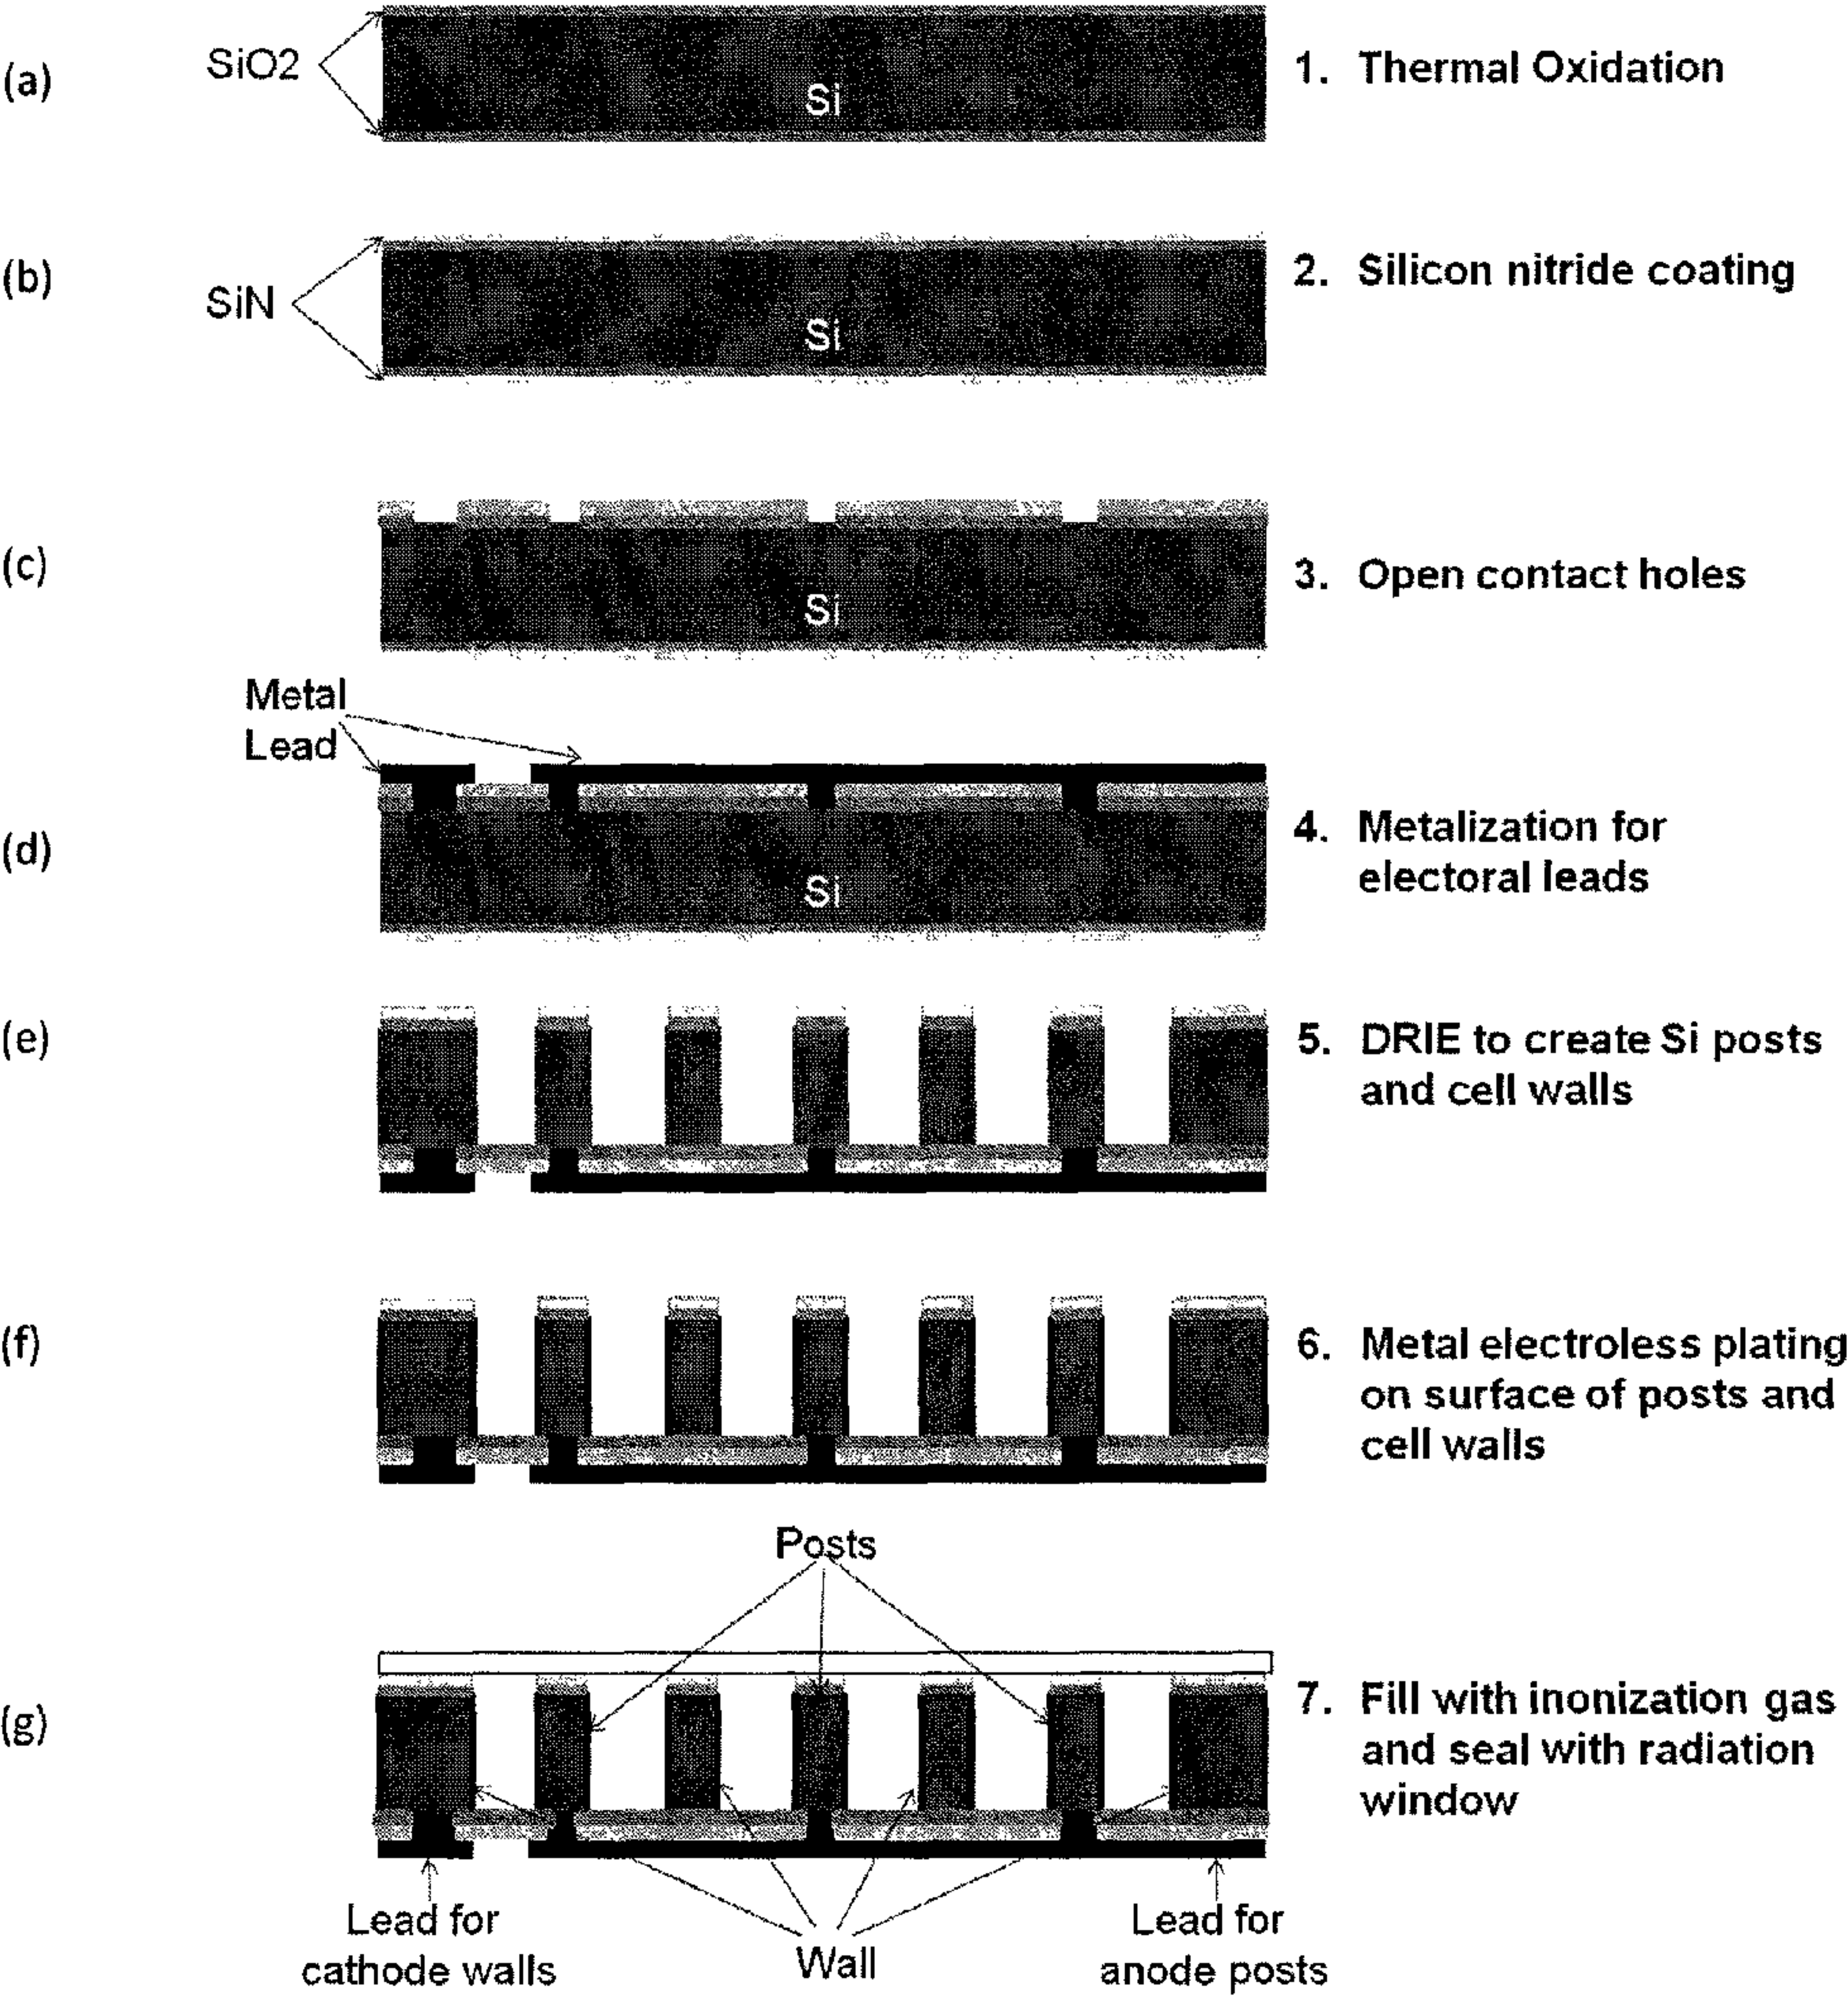 (a)
SiO2
Si
1. Thermal Oxidation
(b)
SiN
Si
2. Silicon nitride coating
(c)
Si
3. Open contact holes
Metal
Lead
(d)
Si
4. Metalization for
electoral leads
(e)
5. DRIE to create Si posts
and cell walls
(f)
6. Metal electroless plating
on surface of posts and
cell walls
Posts
(g)
7. Fill with inonization gas
and seal with radiation
window
Lead for
cathode walls
Wall
Lead for
anode posts